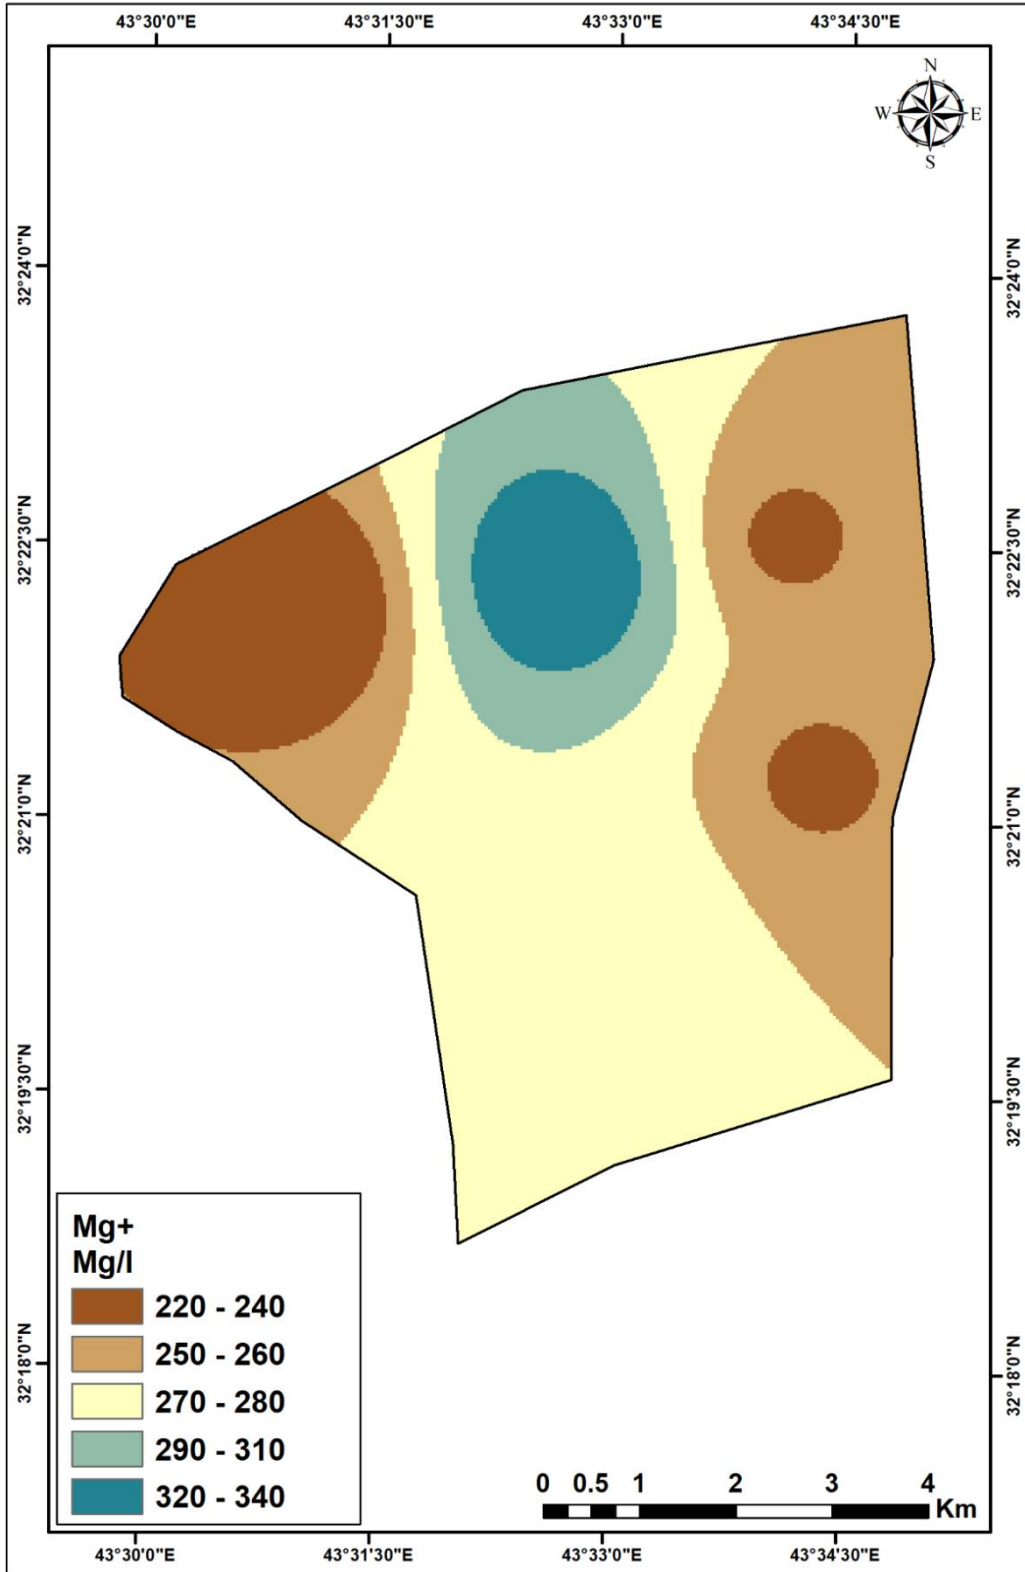 43°30'0"E 43°31'30"E 43°33'0"E 43°34'30"E
N
W E
S
32°24'0"N 32°24'0"N
32°22'30"N 32°22'30"N
32°21'0"N 32°21'0"N
32°19'30"N 32°19'30"N
32°18'0"N 32°18'0"N
Mg+
Mg/l
220 - 240
250 - 260
270 - 280
290 - 310
320 - 340
0 0.5 1 2 3 4
Km
43°30'0"E 43°31'30"E 43°33'0"E 43°34'30"E